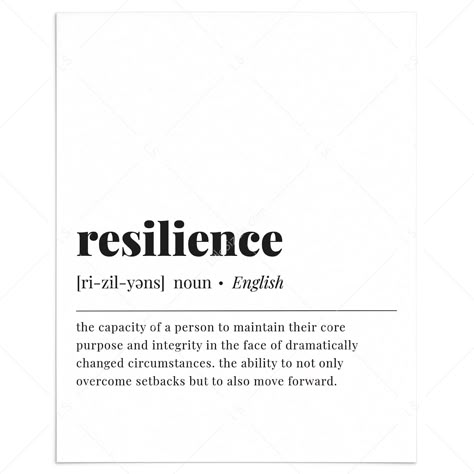 resilience
[ri-zil-yəns] noun • English
the capacity of a person to maintain their core
purpose and integrity in the face of dramatically
changed circumstances. the ability to not only
overcome setbacks but to also move forward.